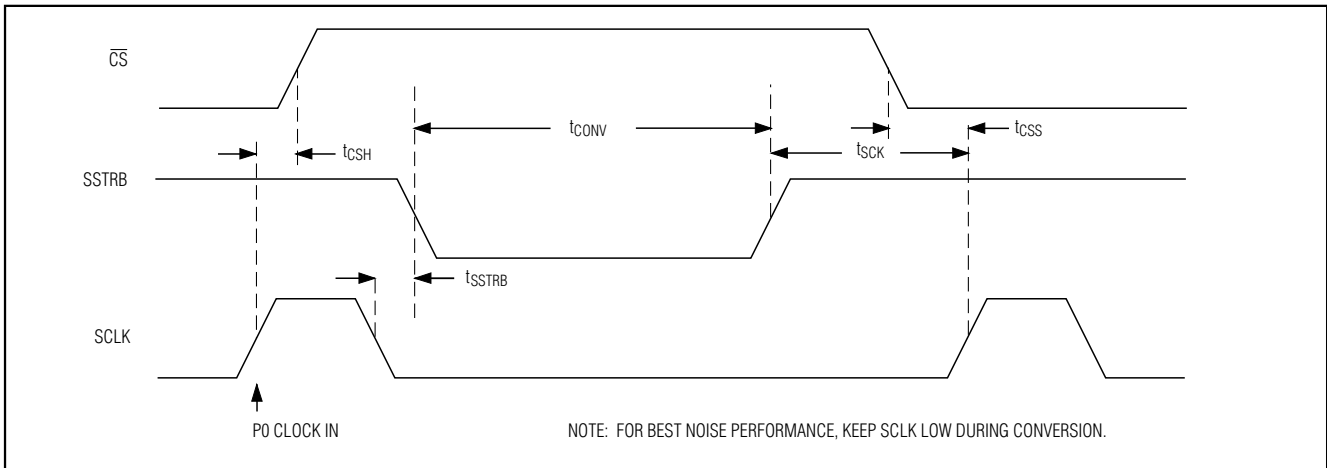 C̅S̅
tCONV
tCSS
tCSH
tSCK
SSTRB
tSSTRB
SCLK
P0 CLOCK IN
NOTE: FOR BEST NOISE PERFORMANCE, KEEP SCLK LOW DURING CONVERSION.